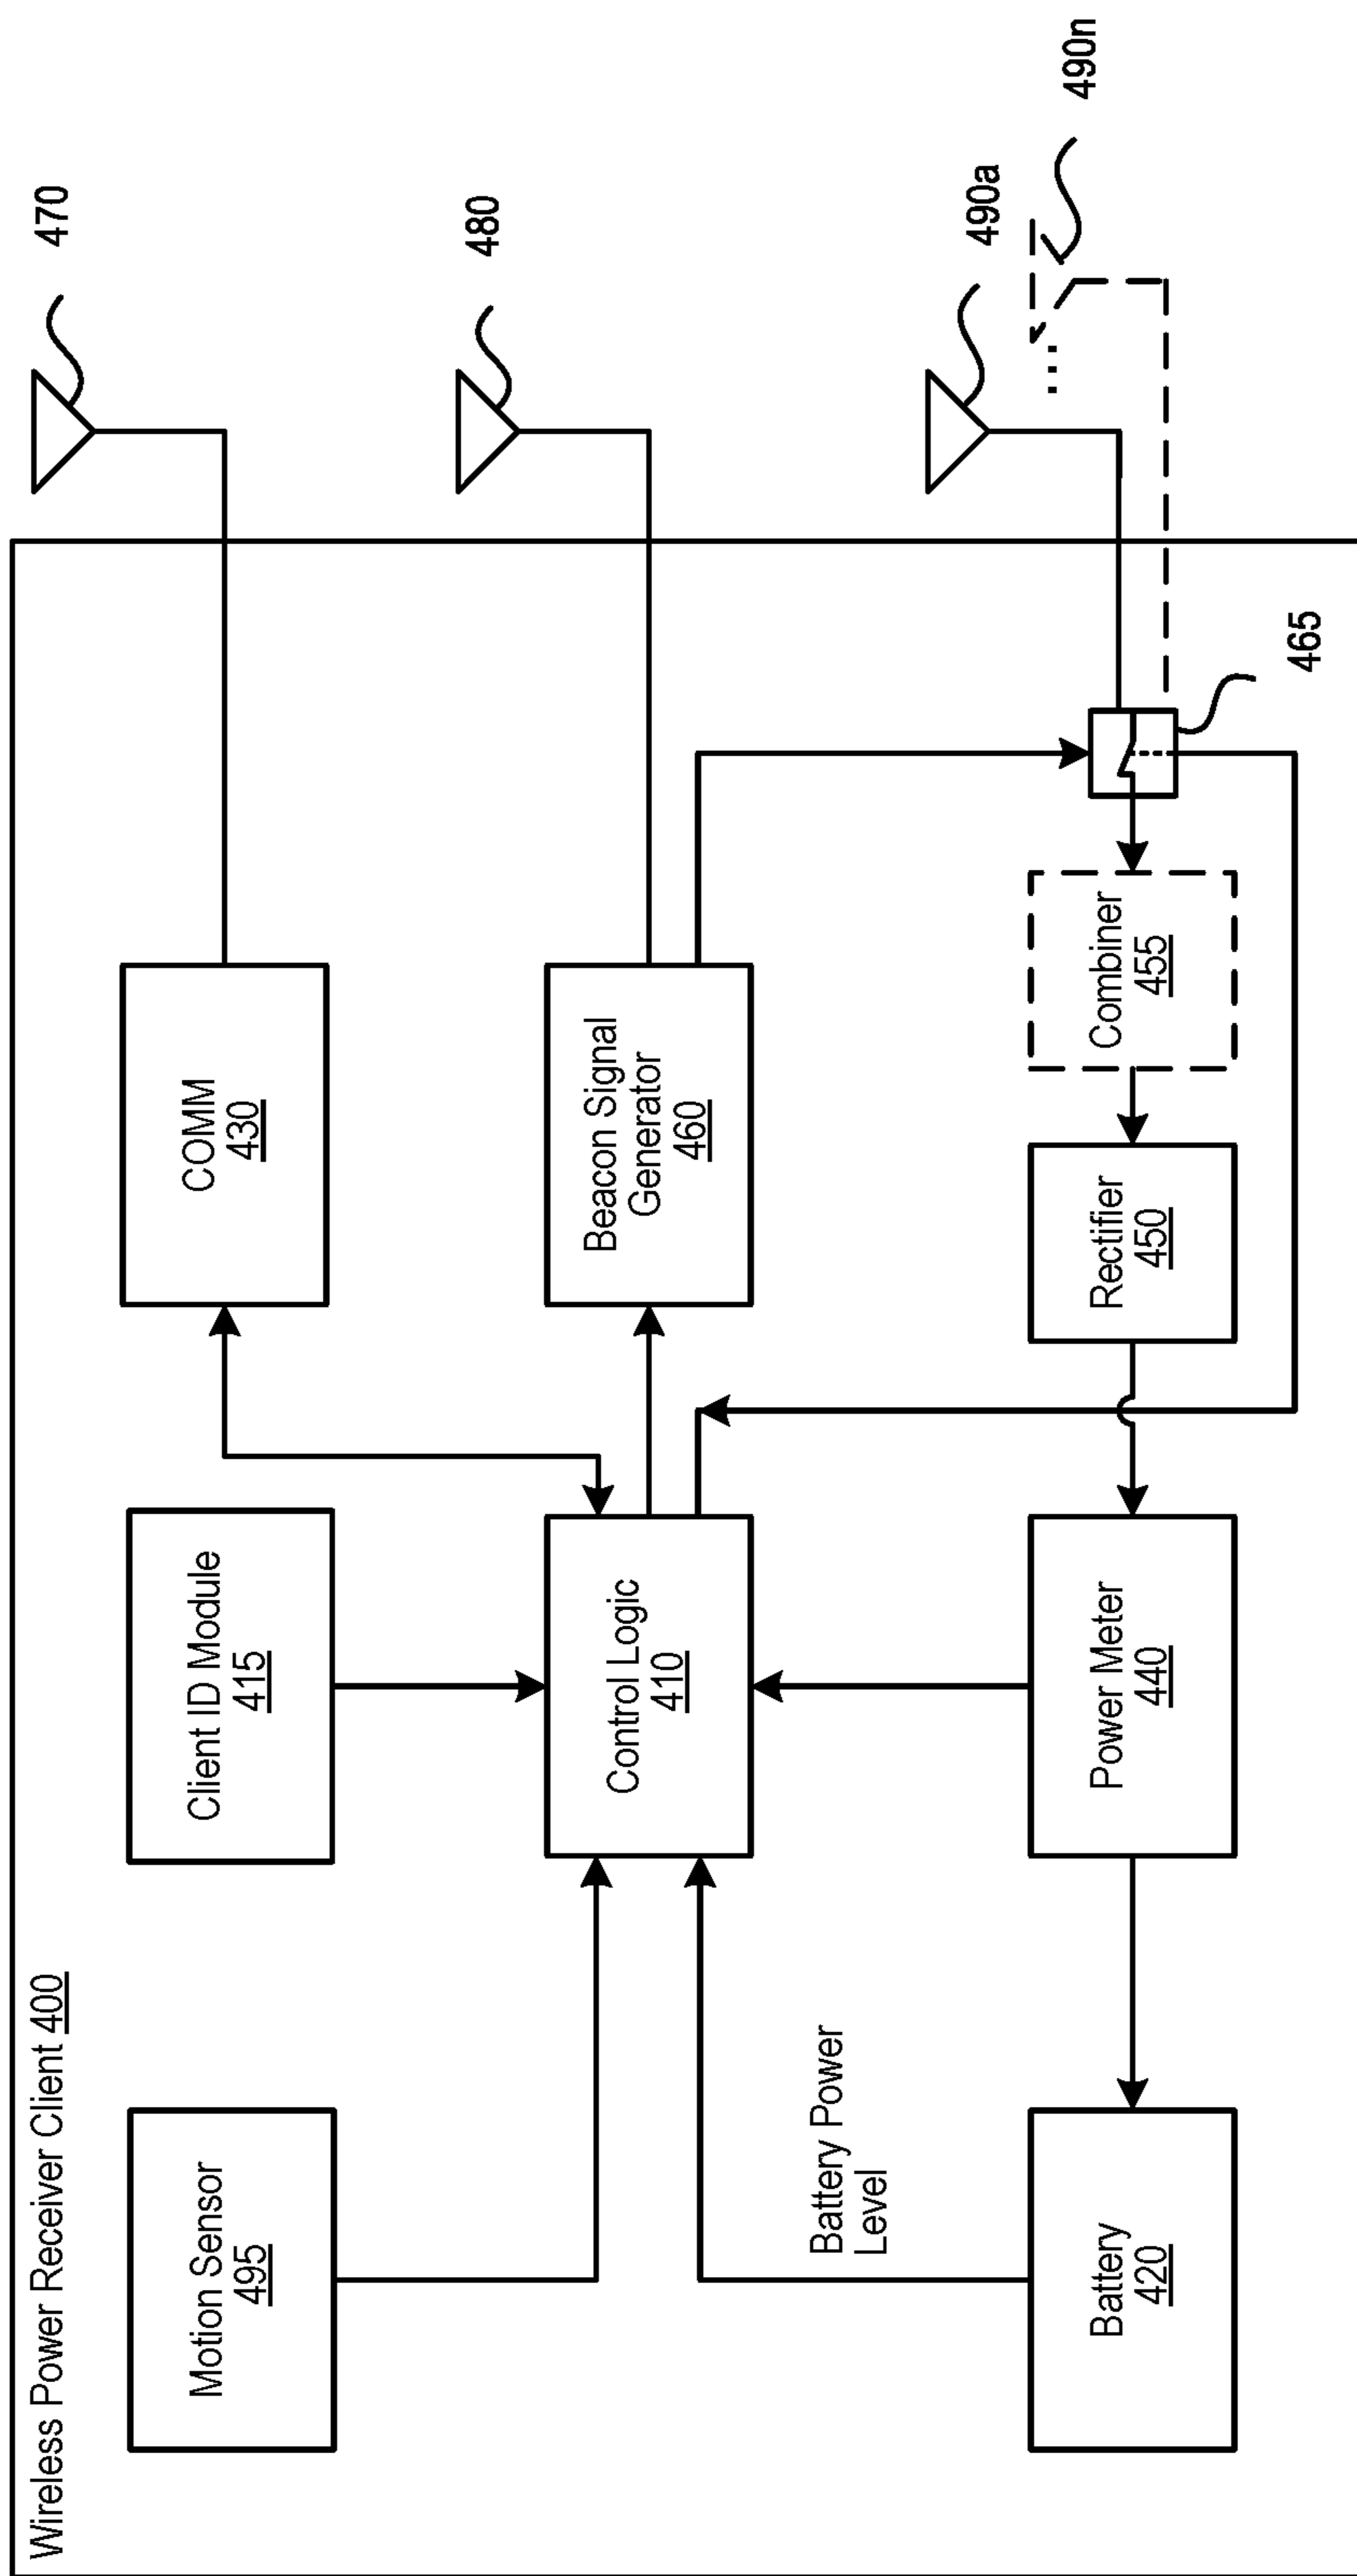 Wireless Power Receiver Client 400
Motion Sensor
495
Client ID Module
415
COMM
430
470
Control Logic
410
Beacon Signal
Generator
460
480
Battery Power
Level
Battery
420
Power Meter
440
Rectifier
450
Combiner
455
465
490a
...
490n